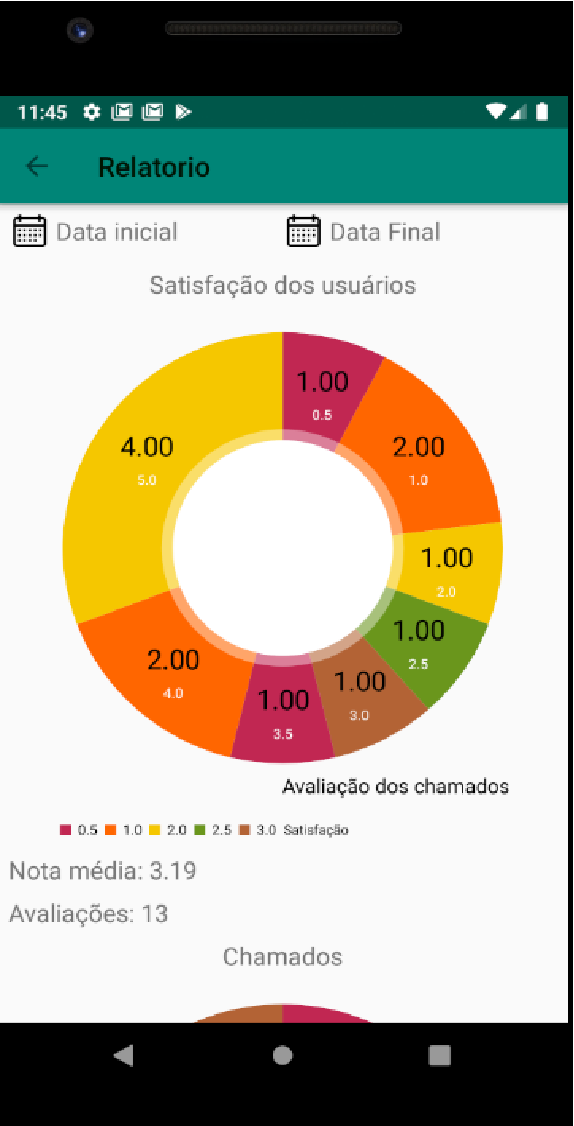 11:45
Relatorio
Data inicial Data Final
Satisfação dos usuários
1.00
0.5
2.00
1.0
1.00
2.0
1.00
2.5
1.00
3.0
1.00
3.5
2.00
4.0
4.00
5.0
Avaliação dos chamados
0.5 1.0 2.0 2.5 3.0 Satisfação
Nota média: 3.19
Avaliações: 13
Chamados